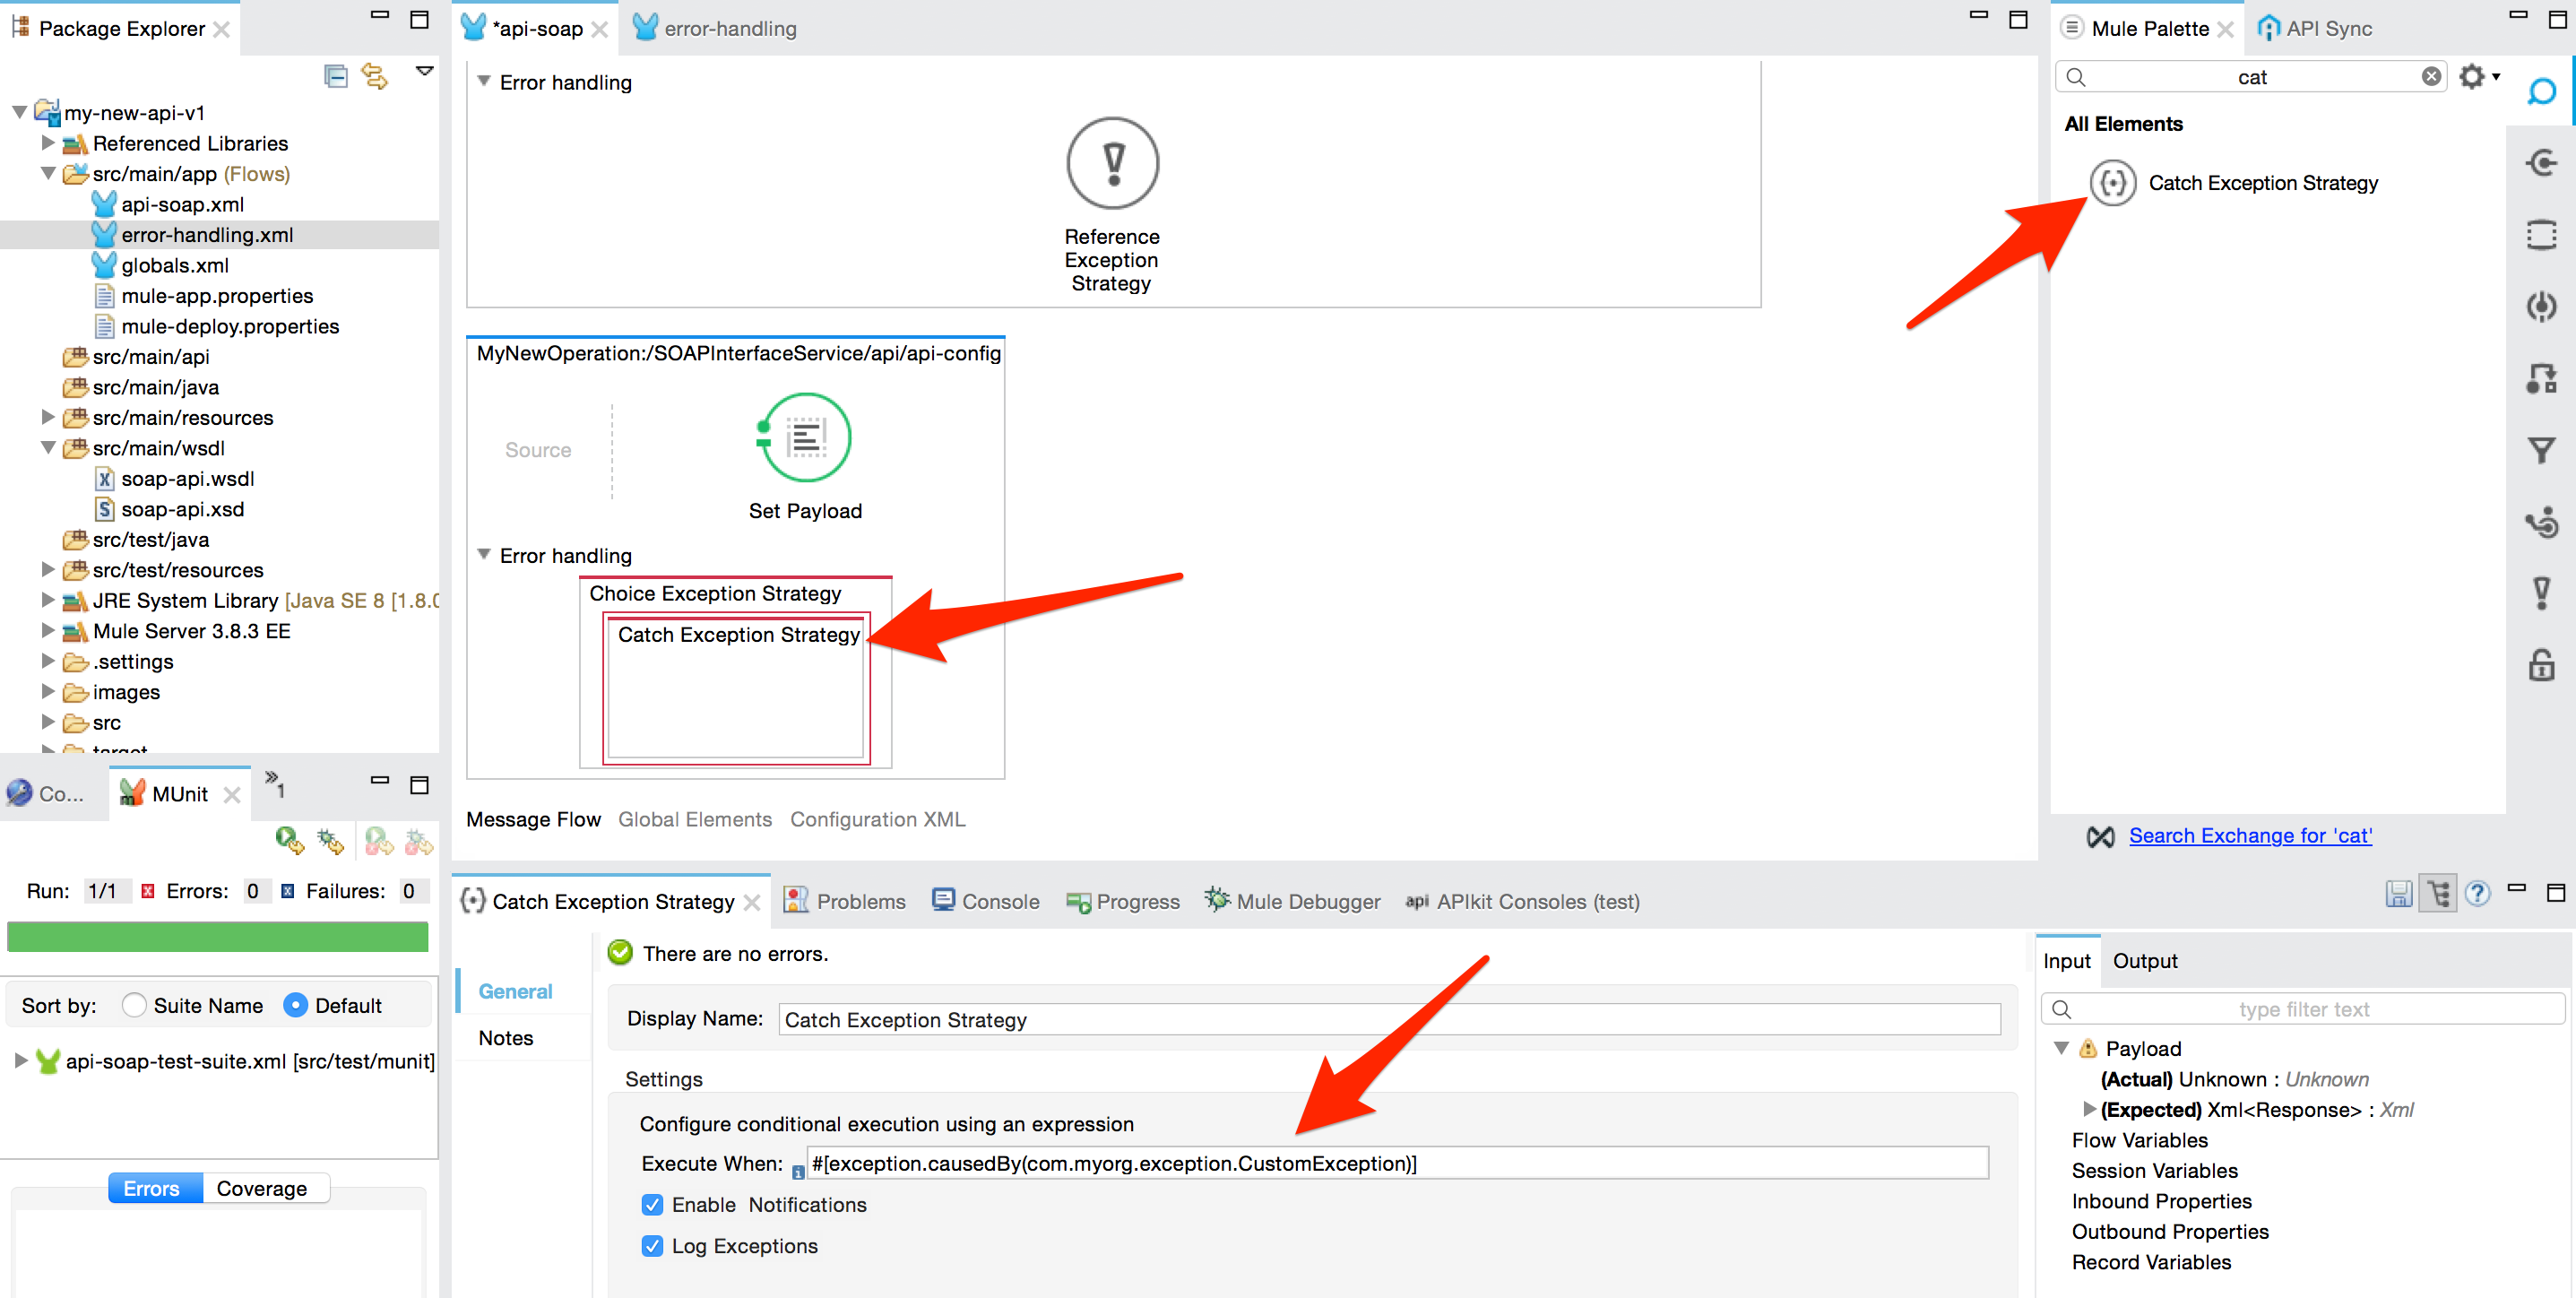 Package Explorer
my-new-api-v1
Referenced Libraries
src/main/app (Flows)
api-soap.xml
error-handling.xml
globals.xml
mule-app.properties
mule-deploy.properties
src/main/api
src/main/java
src/main/resources
src/main/wsdl
soap-api.wsdl
soap-api.xsd
src/test/java
src/test/resources
JRE System Library [Java SE 8 [1.8.0
Mule Server 3.8.3 EE
.settings
images
src
target
Co...
MUnit
»1
Run: 1/1 Errors: 0 Failures: 0
Sort by: Suite Name Default
api-soap-test-suite.xml [src/test/munit]
Errors Coverage
*api-soap
error-handling
Error handling
Reference
Exception
Strategy
MyNewOperation:/SOAPInterfaceService/api/api-config
Source
Set Payload
Error handling
Choice Exception Strategy
Catch Exception Strategy
Message Flow Global Elements Configuration XML
Mule Palette
API Sync
cat
All Elements
Catch Exception Strategy
Search Exchange for 'cat'
Catch Exception Strategy
Problems
Console
Progress
Mule Debugger
api APIkit Consoles (test)
There are no errors.
General
Notes
Display Name: Catch Exception Strategy
Settings
Configure conditional execution using an expression
Execute When: #[exception.causedBy(com.myorg.exception.CustomException)]
Enable Notifications
Log Exceptions
Input Output
type filter text
Payload
(Actual) Unknown : Unknown
(Expected) Xml<Response> : Xml
Flow Variables
Session Variables
Inbound Properties
Outbound Properties
Record Variables